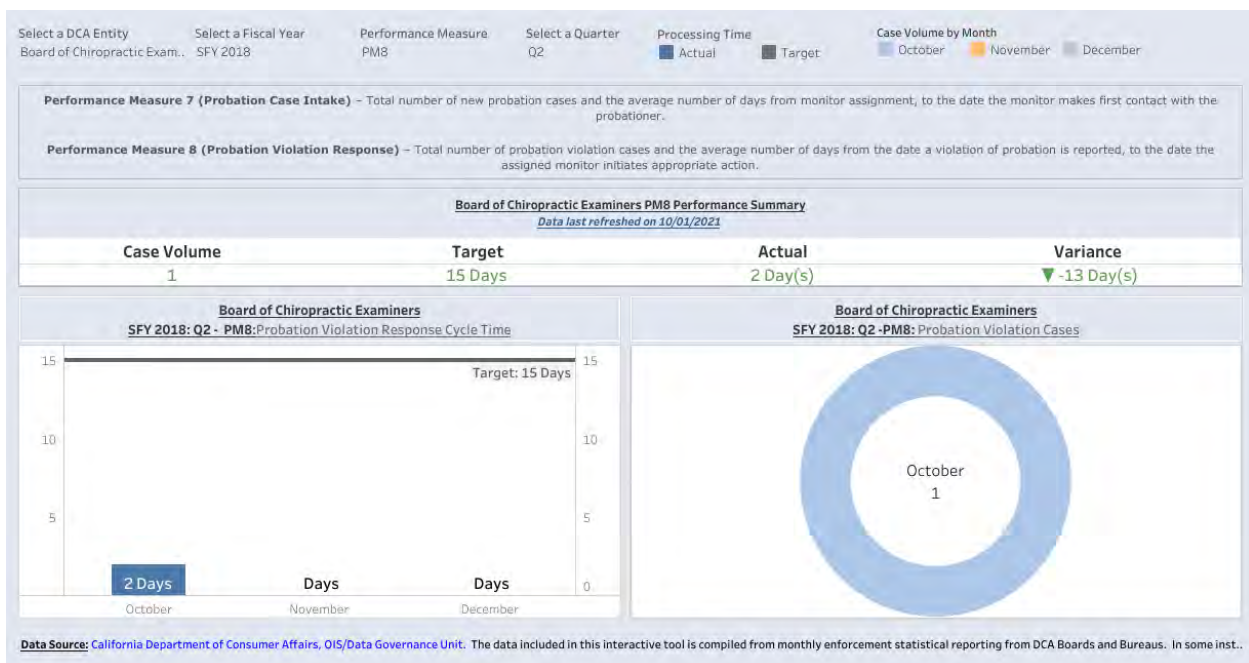 Select a DCA Entity Select a Fiscal Year Performance Measure Select a Quarter Processing Time Case Volume by Month
Board of Chiropractic Exam.. SFY 2018 PM8 Q2 Actual Target October November December
Performance Measure 7 (Probation Case Intake) – Total number of new probation cases and the average number of days from monitor assignment, to the date the monitor makes first contact with the
probationer.
Performance Measure 8 (Probation Violation Response) – Total number of probation violation cases and the average number of days from the date a violation of probation is reported, to the date the
assigned monitor initiates appropriate action.
Board of Chiropractic Examiners PM8 Performance Summary
Data last refreshed on 10/01/2021
Case Volume Target Actual Variance
1 15 Days 2 Day(s) ▼ -13 Day(s)
Board of Chiropractic Examiners
SFY 2018: Q2 - PM8:Probation Violation Response Cycle Time
15 15
Target: 15 Days
10 10
5 5
2 Days Days Days 0
October November December
Board of Chiropractic Examiners
SFY 2018: Q2 -PM8: Probation Violation Cases
October
1
Data Source: California Department of Consumer Affairs, OIS/Data Governance Unit. The data included in this interactive tool is compiled from monthly enforcement statistical reporting from DCA Boards and Bureaus. In some inst..